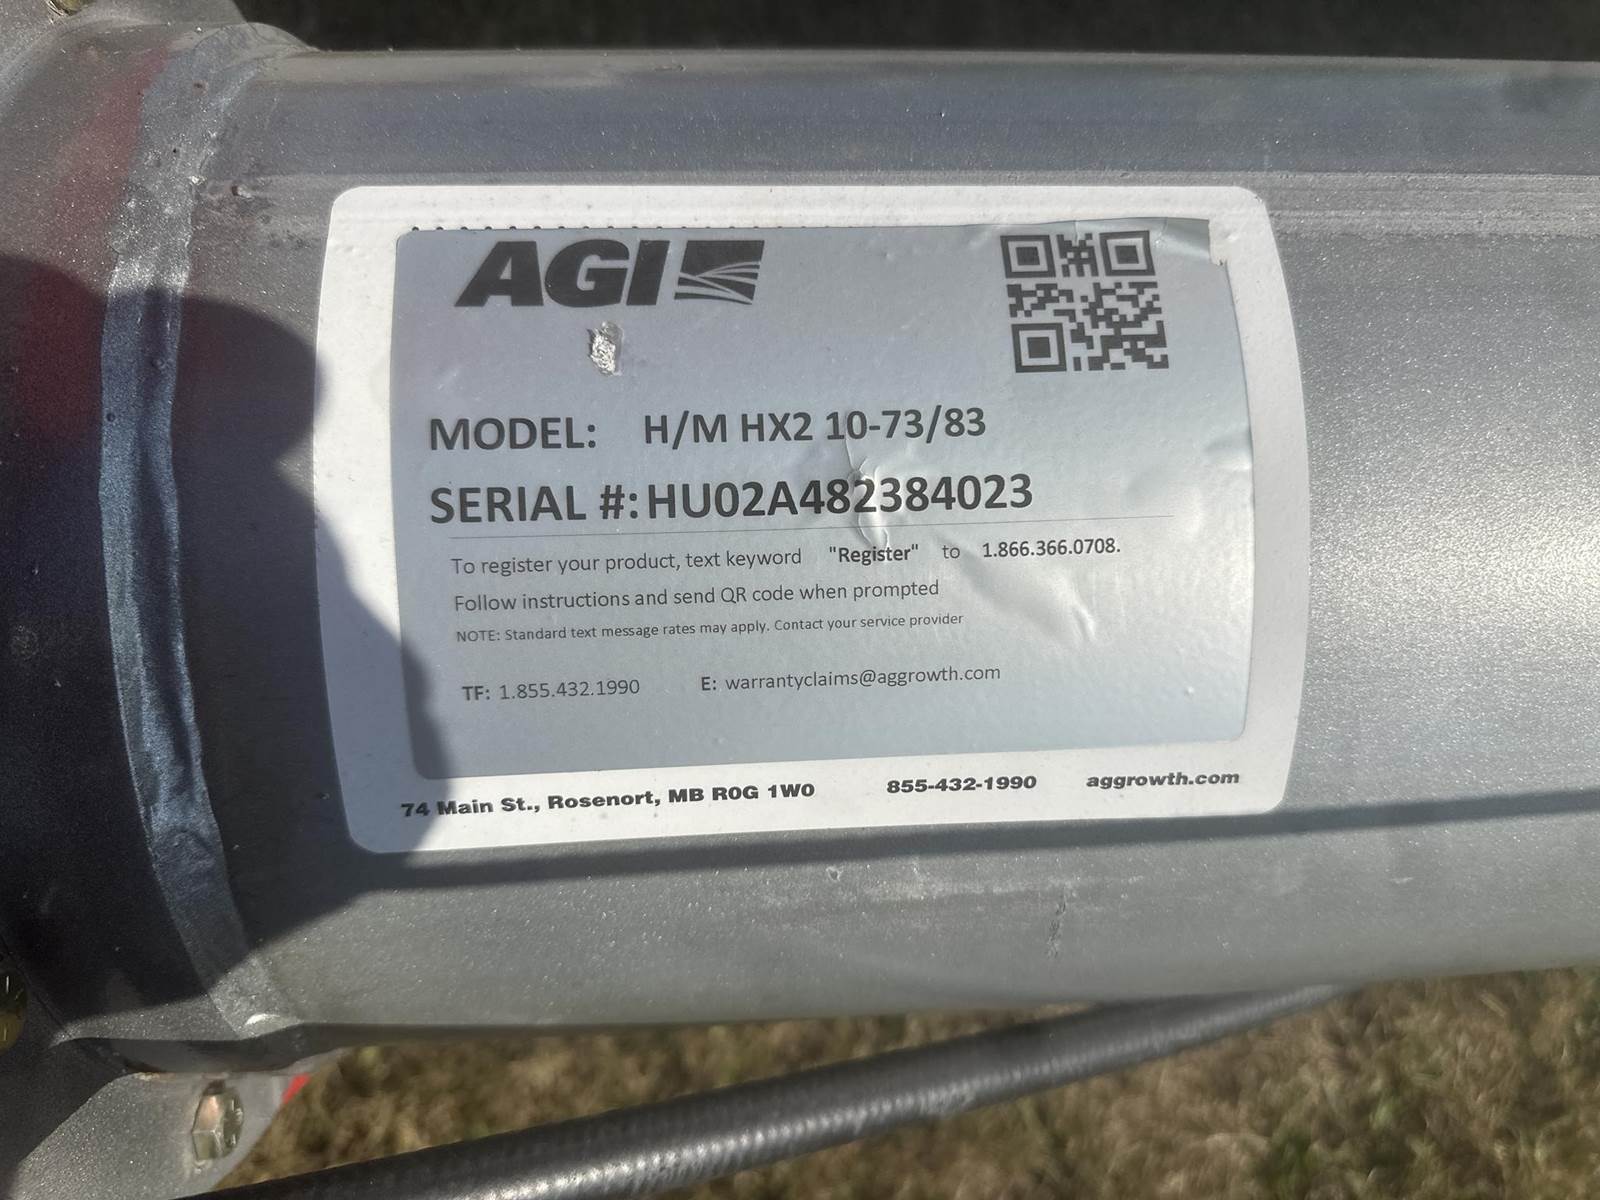 AGI
MODEL: H/M HX2 10-73/83
SERIAL #: HU02A482384023
To register your product, text keyword "Register" to 1.866.366.0708.
Follow instructions and send QR code when prompted
NOTE: Standard text message rates may apply. Contact your service provider
TF: 1.855.432.1990 E: warrantyclaims@aggrowth.com
74 Main St., Rosenort, MB R0G 1W0 855-432-1990 aggrowth.com